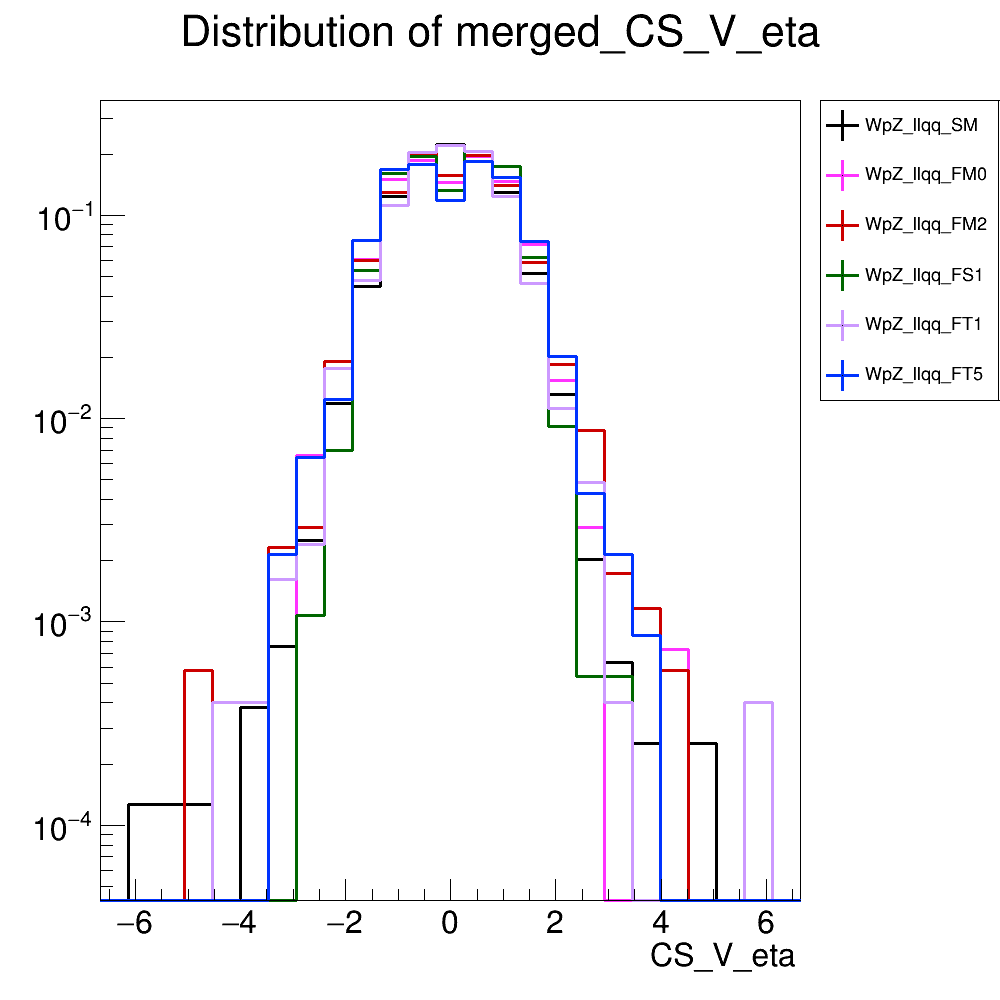 Distribution of merged_CS_V_eta
WpZ_llqq_SM
WpZ_llqq_FM0
WpZ_llqq_FM2
WpZ_llqq_FS1
WpZ_llqq_FT1
WpZ_llqq_FT5
10⁻¹
10⁻²
10⁻³
10⁻⁴
−6 −4 −2 0 2 4 6
CS_V_eta